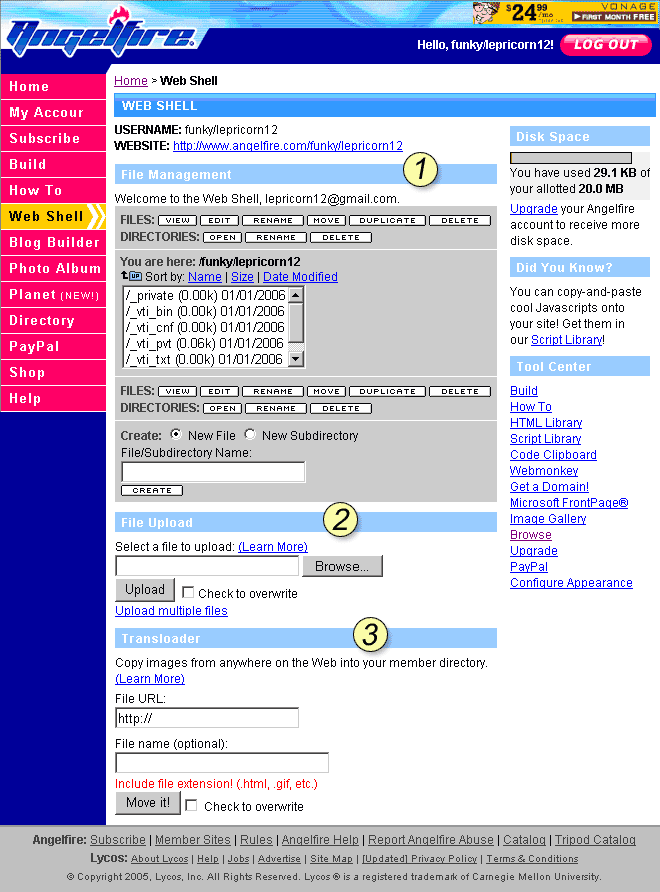 $24.99/mo
VONAGE
FIRST MONTH FREE
Angelfire.
Hello, funky/lepricorn12!
LOG OUT
Home
My Accour
Subscribe
Build
How To
Web Shell
Blog Builder
Photo Album
Planet (NEW!)
Directory
PayPal
Shop
Help
Home > Web Shell
WEB SHELL
USERNAME: funky/lepricorn12
WEBSITE: http://www.angelfire.com/funky/lepricorn12
1
File Management
Welcome to the Web Shell, lepricorn12@gmail.com.
FILES: VIEW EDIT RENAME MOVE DUPLICATE DELETE
DIRECTORIES: OPEN RENAME DELETE
You are here: /funky/lepricorn12
UP Sort by: Name | Size | Date Modified
/_private (0.00k) 01/01/2006
/_vti_bin (0.00k) 01/01/2006
/_vti_cnf (0.00k) 01/01/2006
/_vti_pvt (0.06k) 01/01/2006
/_vti_txt (0.00k) 01/01/2006
FILES: VIEW EDIT RENAME MOVE DUPLICATE DELETE
DIRECTORIES: OPEN RENAME DELETE
Create: New File New Subdirectory
File/Subdirectory Name:
CREATE
File Upload
2
Select a file to upload: (Learn More)
Browse...
Upload Check to overwrite
Upload multiple files
Transloader
3
Copy images from anywhere on the Web into your member directory.
(Learn More)
File URL:
http://
File name (optional):
Include file extension! (.html, .gif, etc.)
Move it! Check to overwrite
Disk Space
You have used 29.1 KB of
your allotted 20.0 MB
Upgrade your Angelfire
account to receive more
disk space.
Did You Know?
You can copy-and-paste
cool Javascripts onto
your site! Get them in
our Script Library!
Tool Center
Build
How To
HTML Library
Script Library
Code Clipboard
Webmonkey
Get a Domain!
Microsoft FrontPage®
Image Gallery
Browse
Upgrade
PayPal
Configure Appearance
Angelfire: Subscribe | Member Sites | Rules | Angelfire Help | Report Angelfire Abuse | Catalog | Tripod Catalog
Lycos: About Lycos | Help | Jobs | Advertise | Site Map | [Updated] Privacy Policy | Terms & Conditions
© Copyright 2005, Lycos, Inc. All Rights Reserved. Lycos ® is a registered trademark of Carnegie Mellon University.